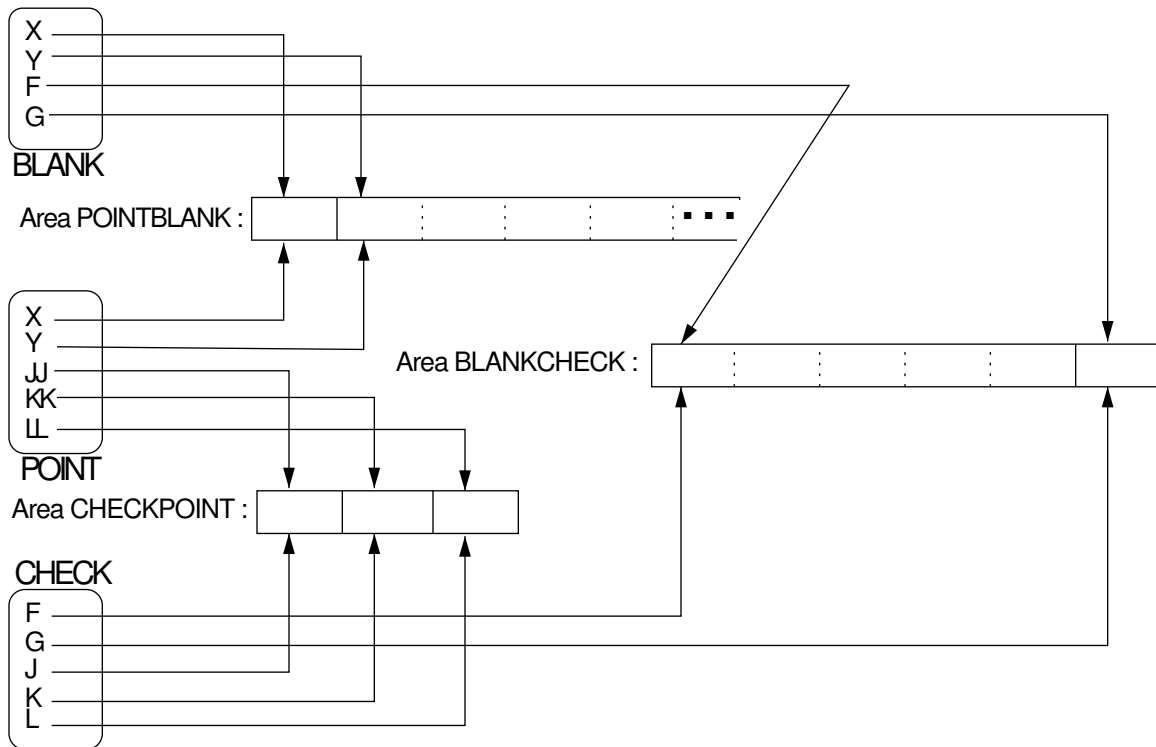 X
Y
F
G
BLANK
Area POINTBLANK :
X
Y
JJ
KK
LL
POINT
Area BLANKCHECK :
Area CHECKPOINT :
CHECK
F
G
J
K
L